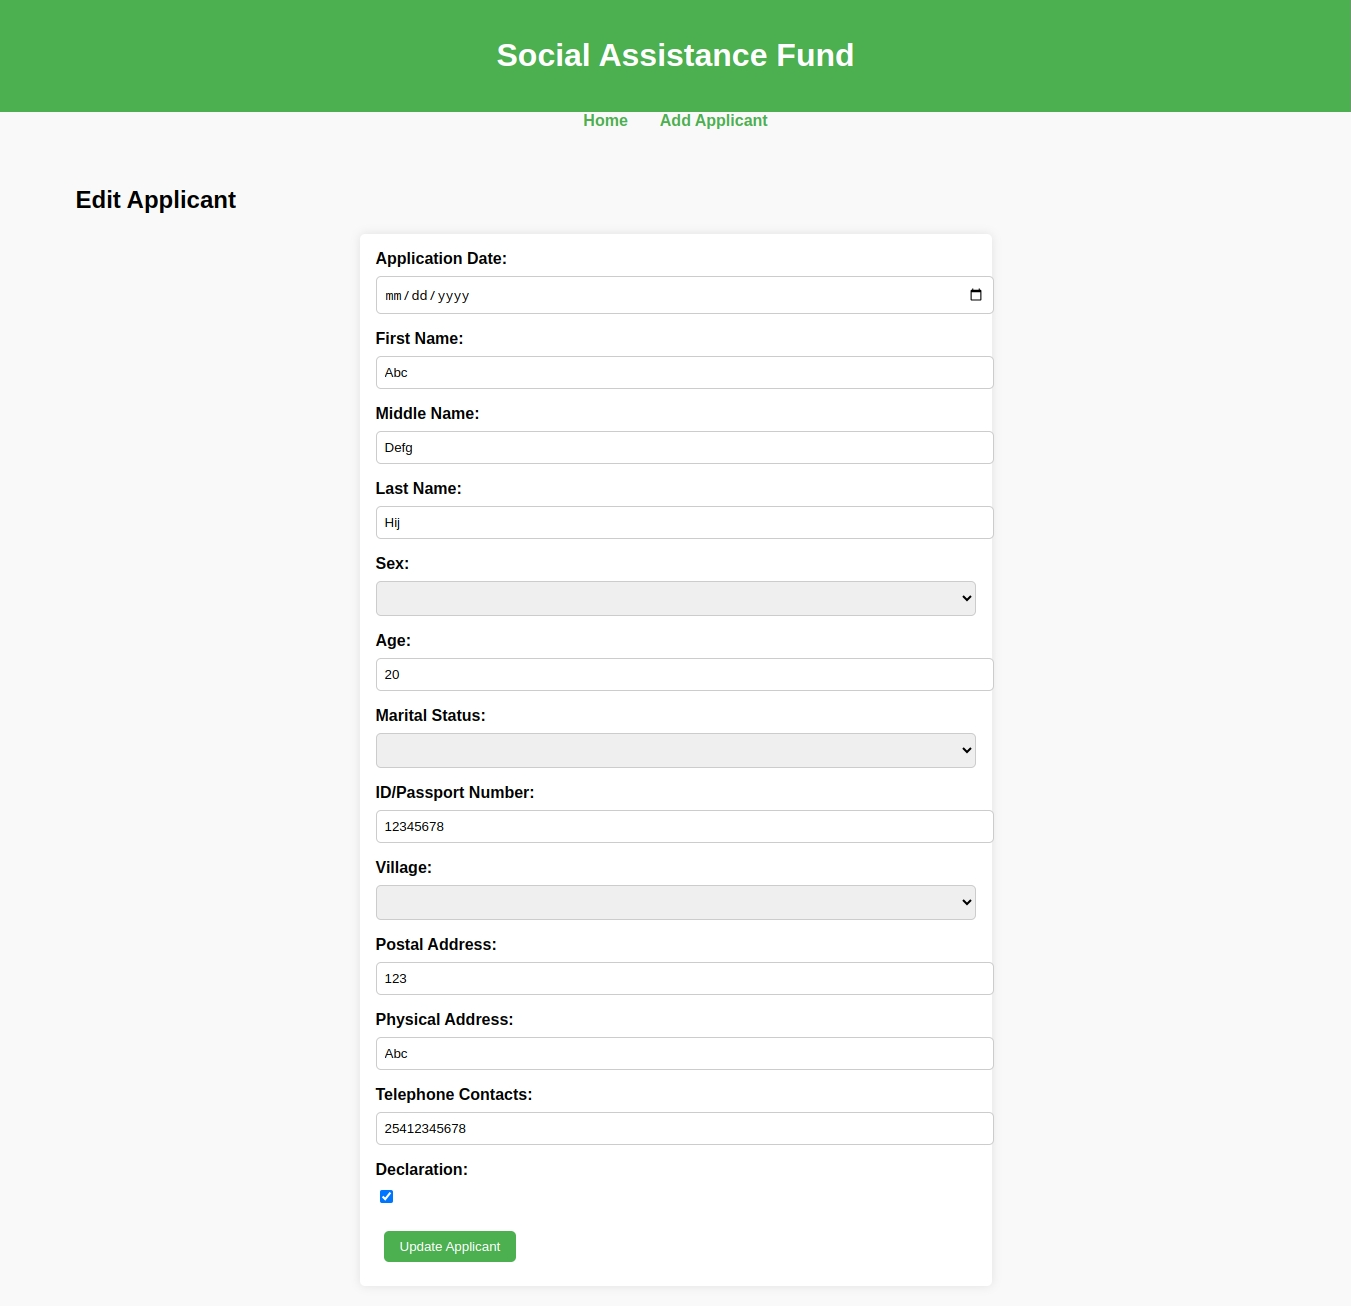 Social Assistance Fund
Home Add Applicant
Edit Applicant
Application Date:
mm/dd/yyyy
First Name:
Abc
Middle Name:
Defg
Last Name:
Hij
Sex:
Age:
20
Marital Status:
ID/Passport Number:
12345678
Village:
Postal Address:
123
Physical Address:
Abc
Telephone Contacts:
25412345678
Declaration:
Update Applicant